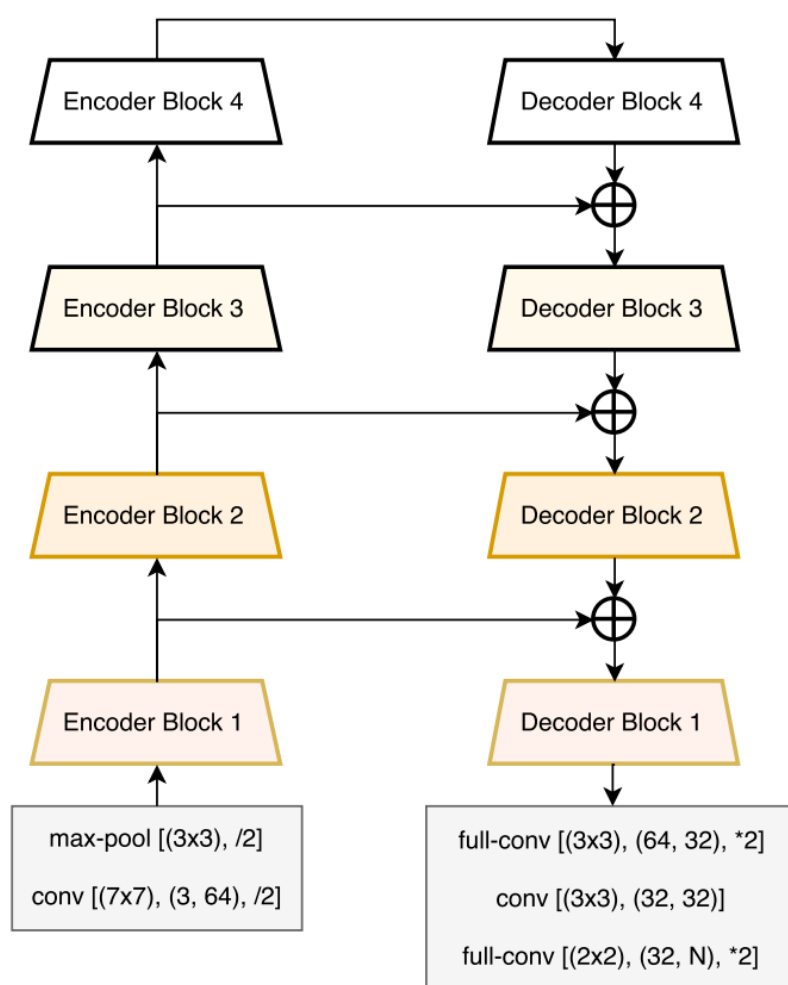 Encoder Block 4
Decoder Block 4
Encoder Block 3
Decoder Block 3
Encoder Block 2
Decoder Block 2
Encoder Block 1
Decoder Block 1
max-pool [(3x3), /2]
conv [(7x7), (3, 64), /2]
full-conv [(3x3), (64, 32), *2]
conv [(3x3), (32, 32)]
full-conv [(2x2), (32, N), *2]